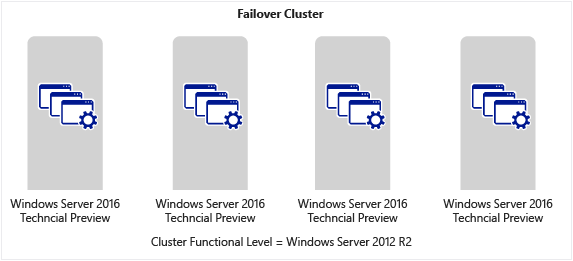 Failover Cluster
Windows Server 2016 Windows Server 2016 Windows Server 2016 Windows Server 2016
Techncial Preview Techncial Preview Techncial Preview Techncial Preview
Cluster Functional Level = Windows Server 2012 R2